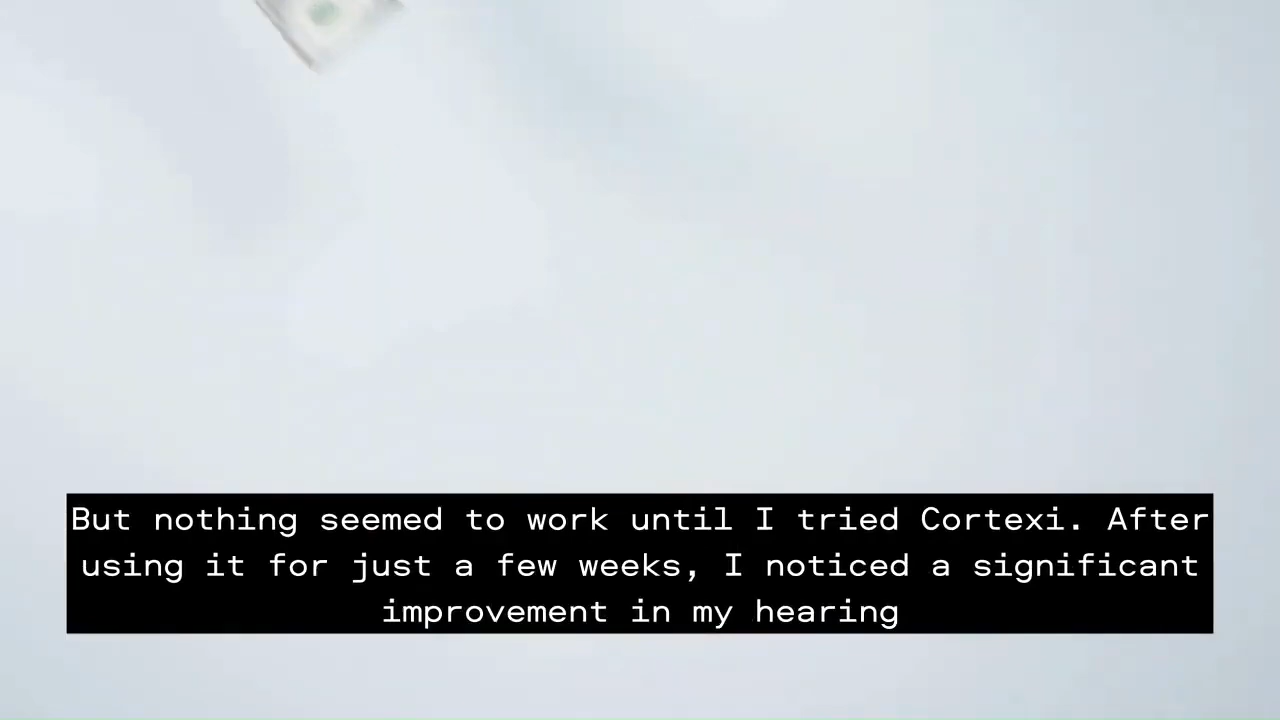 But nothing seemed to work until I tried Cortexi. After
using it for just a few weeks, I noticed a significant
improvement in my hearing